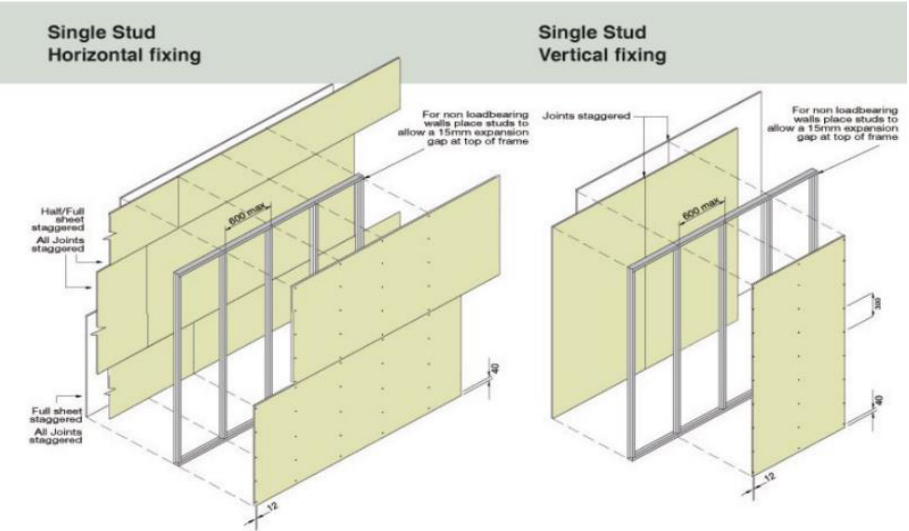 Single Stud
Horizontal fixing
Single Stud
Vertical fixing
For non loadbearing
walls place studs to
allow a 15mm expansion
gap at top of frame
Half/Full
sheet
staggered
All Joints
staggered
600 max
40
Full sheet
staggered
All Joints
staggered
12
Joints staggered
For non loadbearing
walls place studs to
allow a 15mm expansion
gap at top of frame
600 max
300
40
12